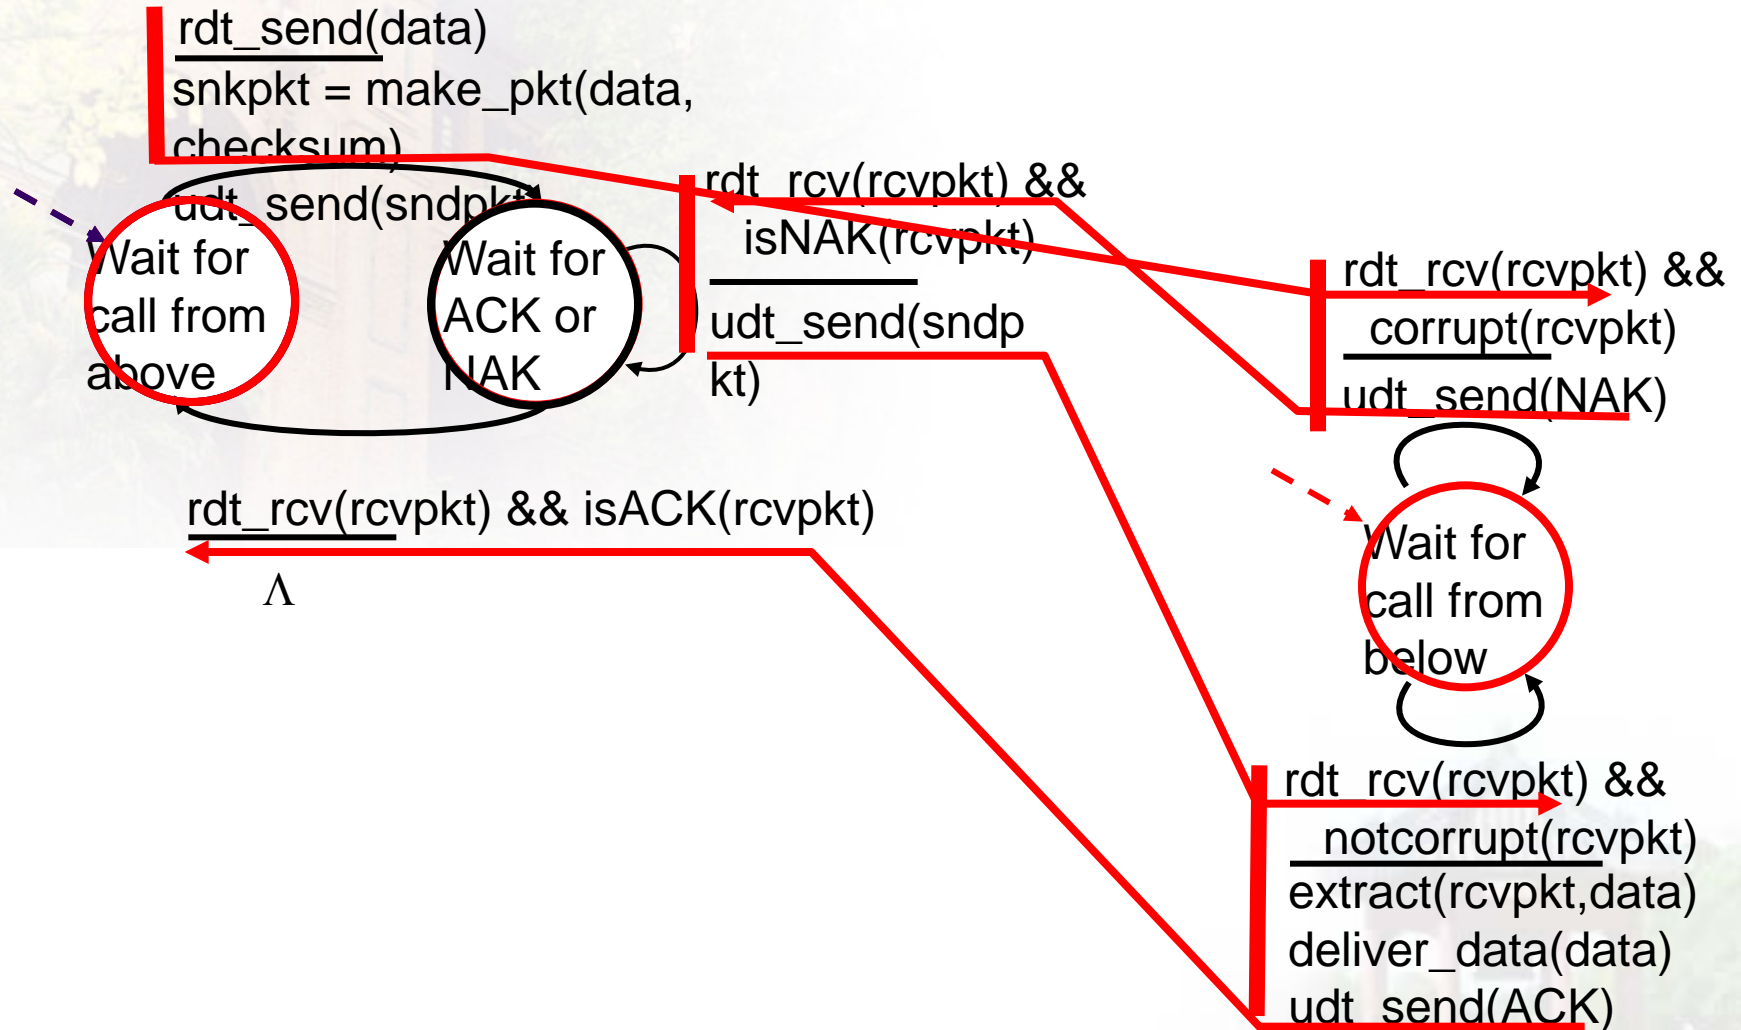 rdt_send(data)
snkpkt = make_pkt(data,
checksum)
udt_send(sndpkt
Wait for
call from
above
Wait for
ACK or
NAK
rdt_rcv(rcvpkt) &&
isNAK(rcvpkt)
udt_send(sndp
kt)
rdt_rcv(rcvpkt) && isACK(rcvpkt)
Λ
rdt_rcv(rcvpkt) &&
corrupt(rcvpkt)
udt_send(NAK)
Wait for
call from
below
rdt_rcv(rcvpkt) &&
notcorrupt(rcvpkt)
extract(rcvpkt,data)
deliver_data(data)
udt_send(ACK)